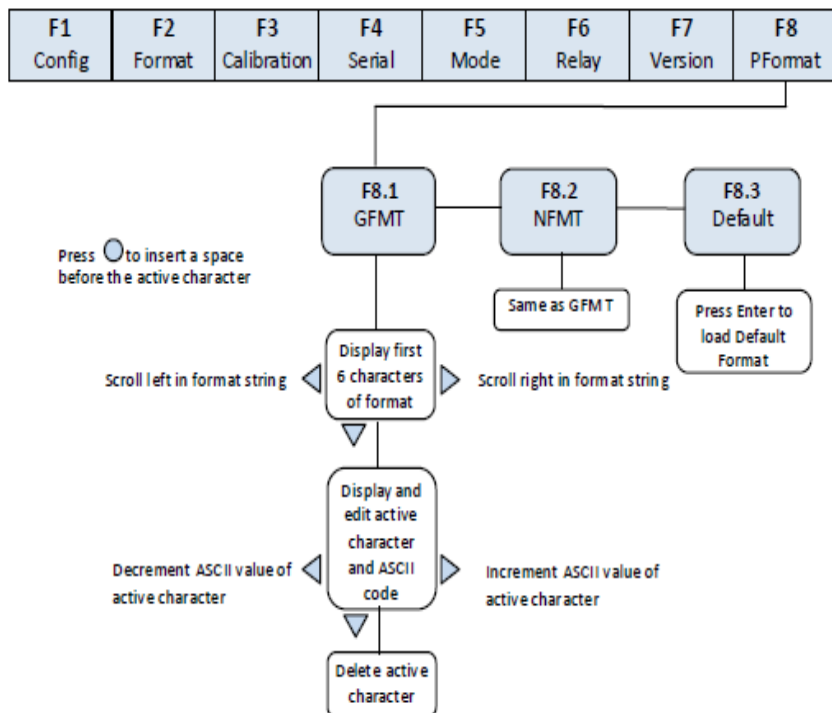 F1 F2 F3 F4 F5 F6 F7 F8
Config Format Calibration Serial Mode Relay Version PFormat
F8.1 F8.2 F8.3
GFMT NFMT Default
Press to insert a space
before the active character
Same as GFMT
Press Enter to
load Default
Format
Display first
6 characters
of format
Scroll left in format string
Scroll right in format string
Display and
edit active
character
and ASCII
code
Decrement ASCII value of
active character
Increment ASCII value of
active character
Delete active
character